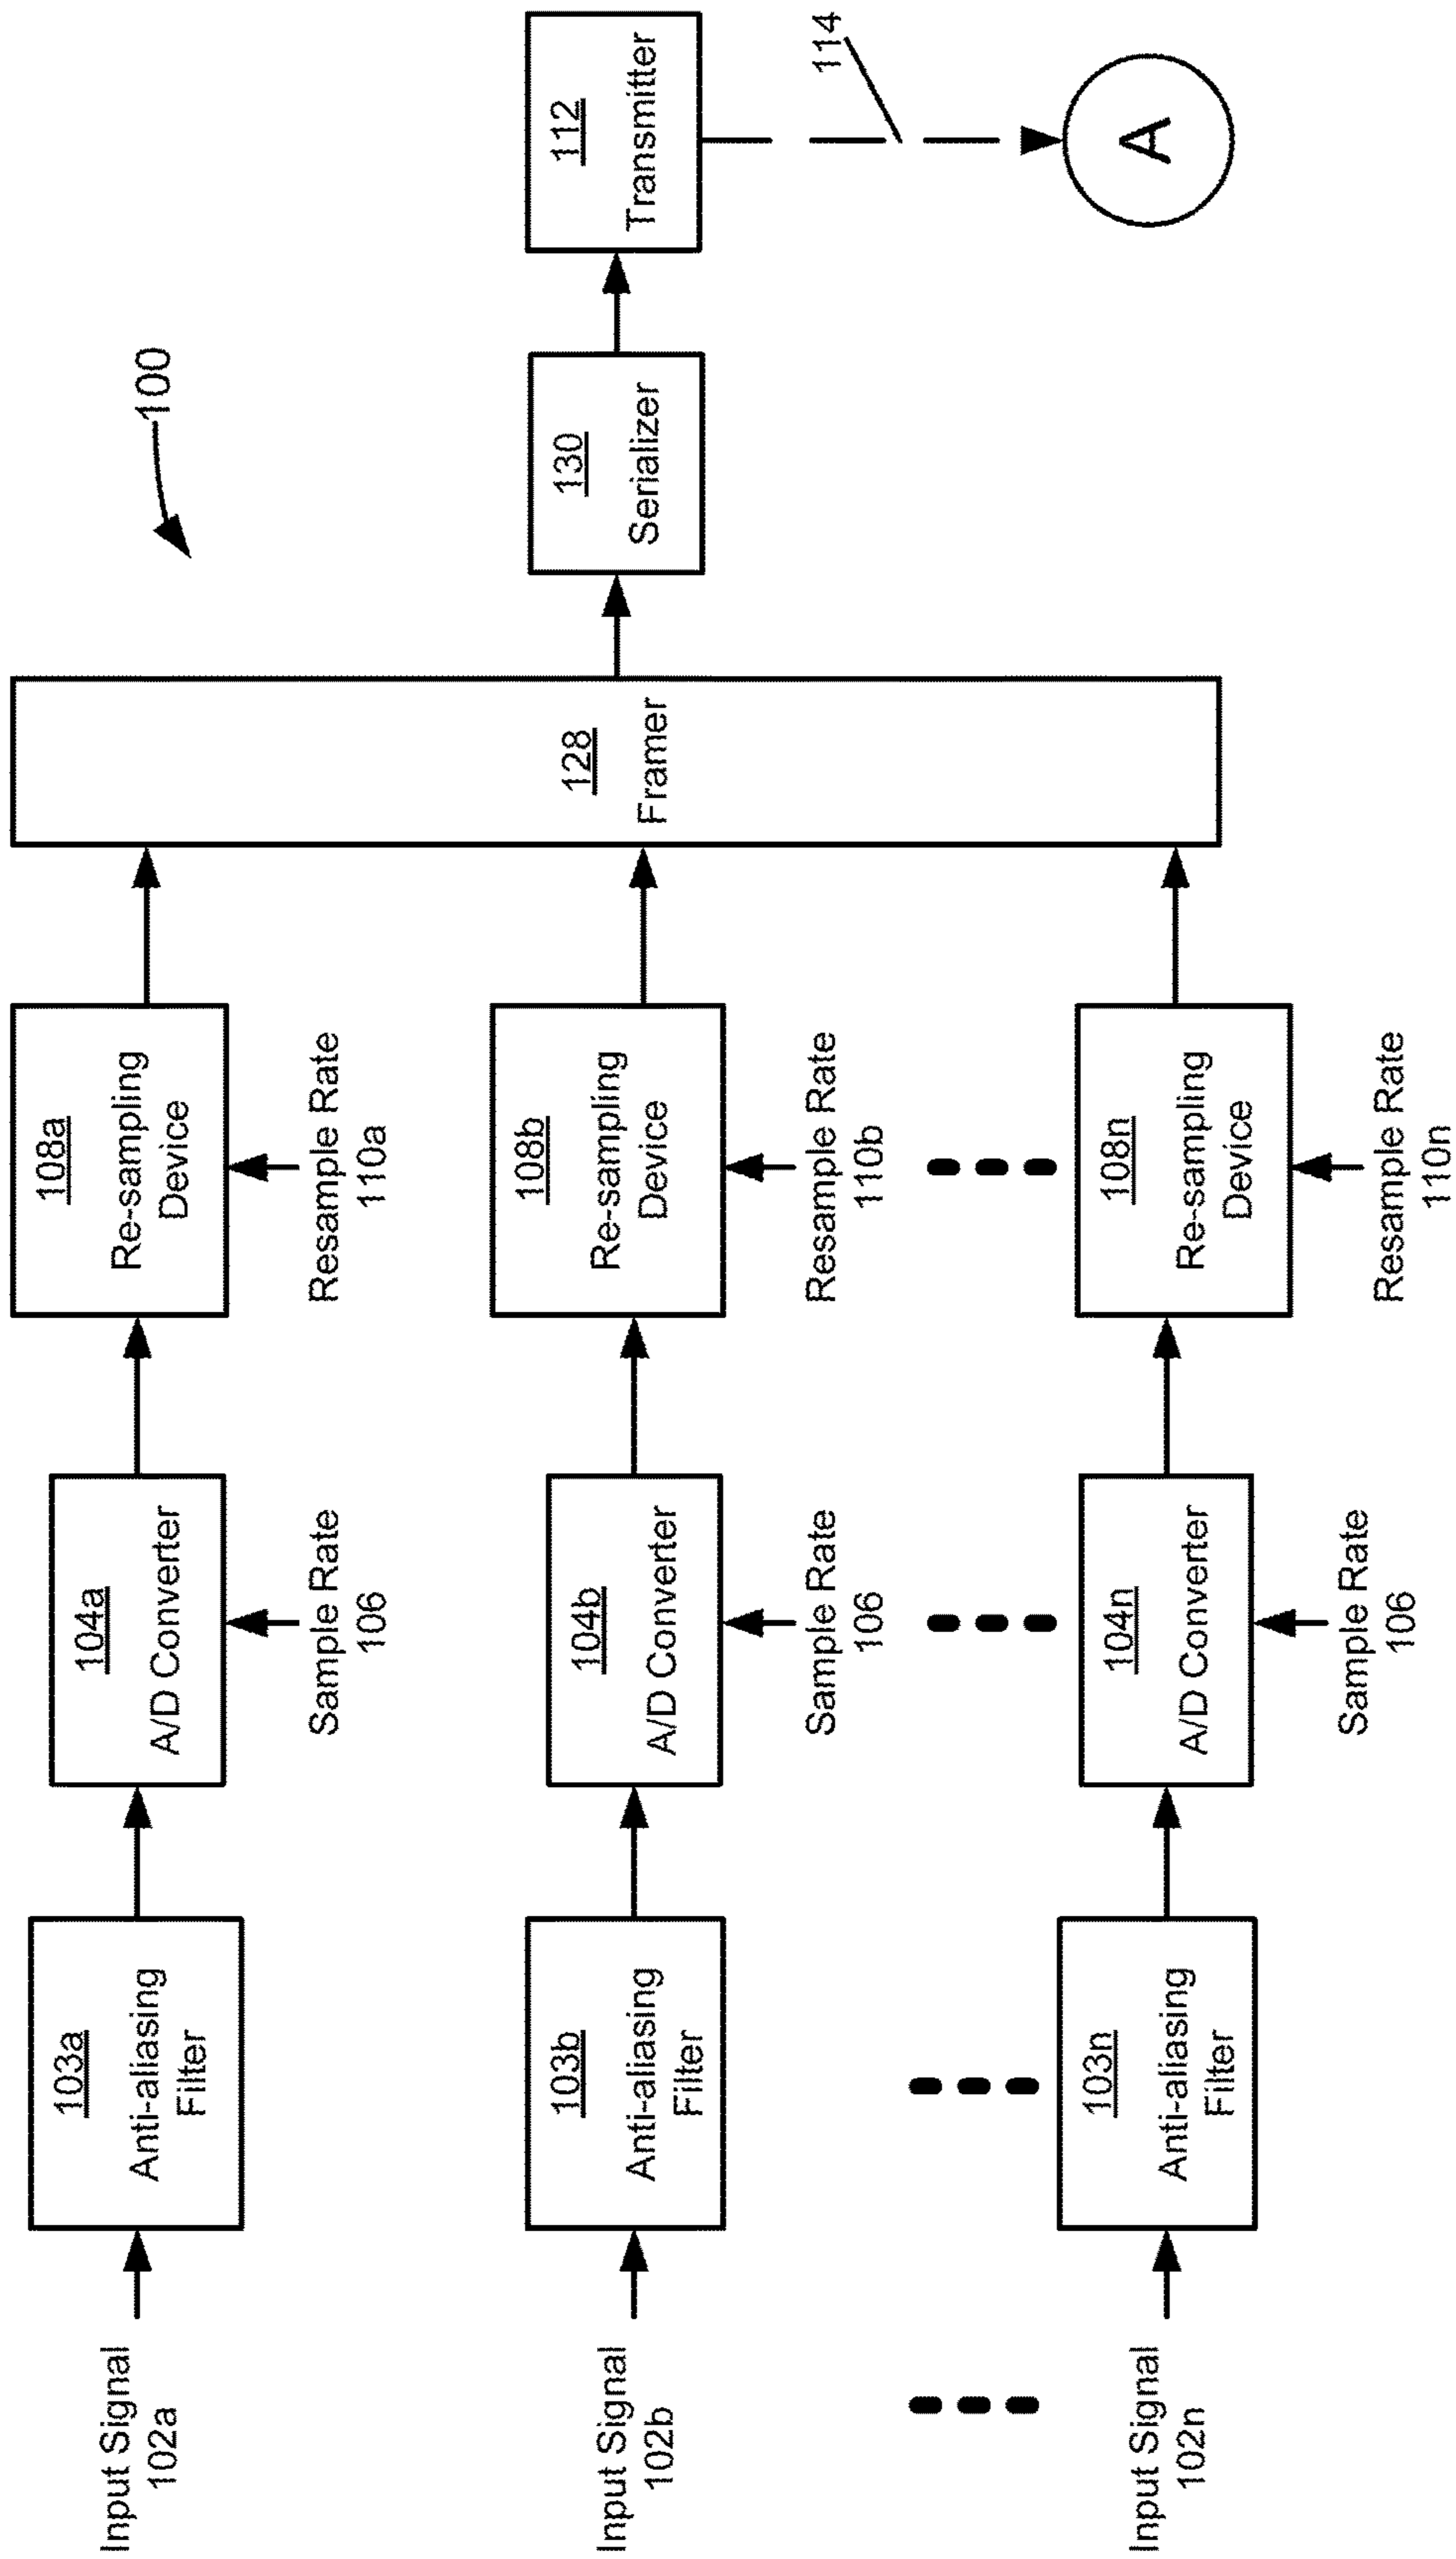 100
Input Signal
102a
103a
Anti-aliasing
Filter
104a
A/D Converter
Sample Rate
106
108a
Re-sampling
Device
Resample Rate
110a
Input Signal
102b
103b
Anti-aliasing
Filter
104b
A/D Converter
Sample Rate
106
108b
Re-sampling
Device
Resample Rate
110b
Input Signal
102n
103n
Anti-aliasing
Filter
104n
A/D Converter
Sample Rate
106
108n
Re-sampling
Device
Resample Rate
110n
128
Framer
130
Serializer
112
Transmitter
114
A